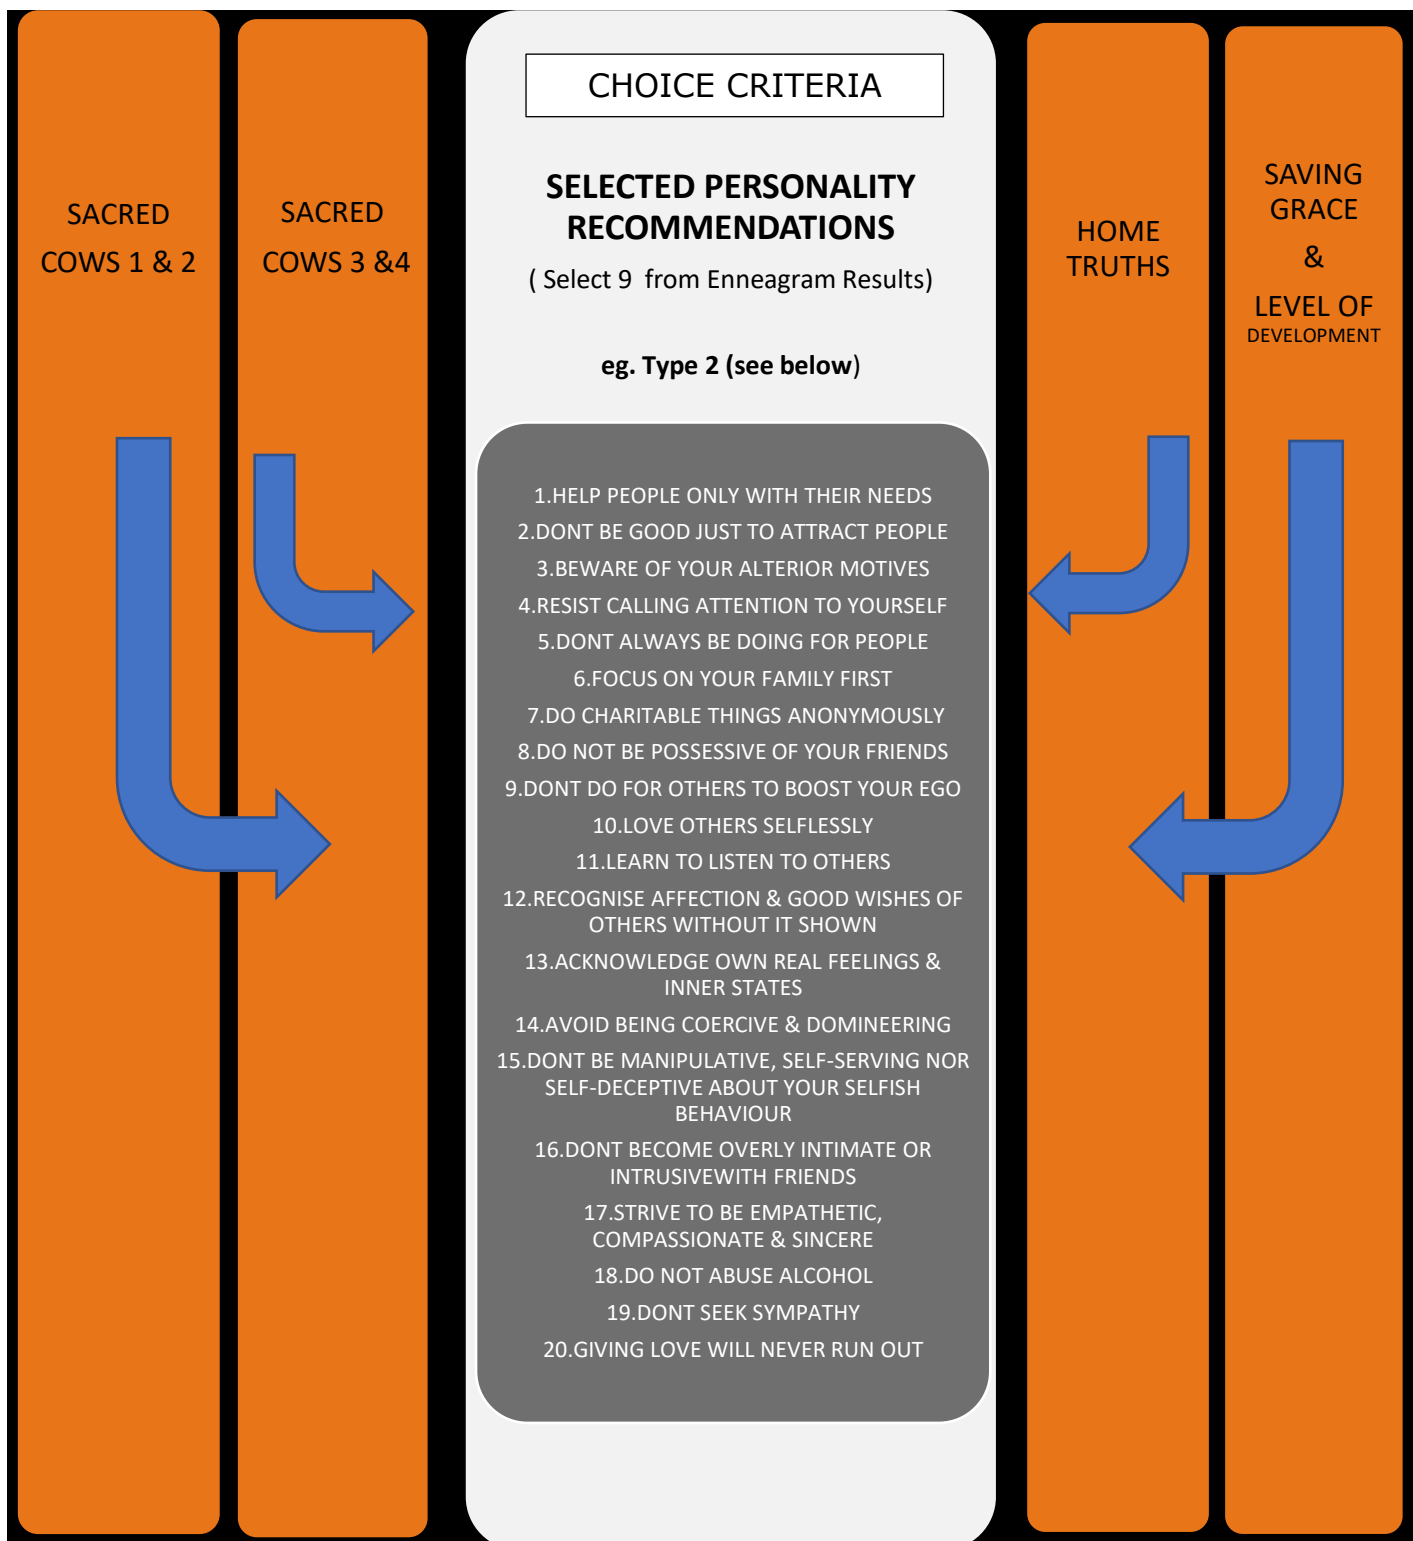 SACRED
COWS 1 & 2
SACRED
COWS 3 &4
CHOICE CRITERIA
SELECTED PERSONALITY
RECOMMENDATIONS
( Select 9 from Enneagram Results)
eg. Type 2 (see below)
1.HELP PEOPLE ONLY WITH THEIR NEEDS
2.DONT BE GOOD JUST TO ATTRACT PEOPLE
3.BEWARE OF YOUR ALTERIOR MOTIVES
4.RESIST CALLING ATTENTION TO YOURSELF
5.DONT ALWAYS BE DOING FOR PEOPLE
6.FOCUS ON YOUR FAMILY FIRST
7.DO CHARITABLE THINGS ANONYMOUSLY
8.DO NOT BE POSSESSIVE OF YOUR FRIENDS
9.DONT DO FOR OTHERS TO BOOST YOUR EGO
10.LOVE OTHERS SELFLESSLY
11.LEARN TO LISTEN TO OTHERS
12.RECOGNISE AFFECTION & GOOD WISHES OF
OTHERS WITHOUT IT SHOWN
13.ACKNOWLEDGE OWN REAL FEELINGS &
INNER STATES
14.AVOID BEING COERCIVE & DOMINEERING
15.DONT BE MANIPULATIVE, SELF-SERVING NOR
SELF-DECEPTIVE ABOUT YOUR SELFISH
BEHAVIOUR
16.DONT BECOME OVERLY INTIMATE OR
INTRUSIVEWITH FRIENDS
17.STRIVE TO BE EMPATHETIC,
COMPASSIONATE & SINCERE
18.DO NOT ABUSE ALCOHOL
19.DONT SEEK SYMPATHY
20.GIVING LOVE WILL NEVER RUN OUT
HOME
TRUTHS
SAVING
GRACE
&
LEVEL OF
DEVELOPMENT